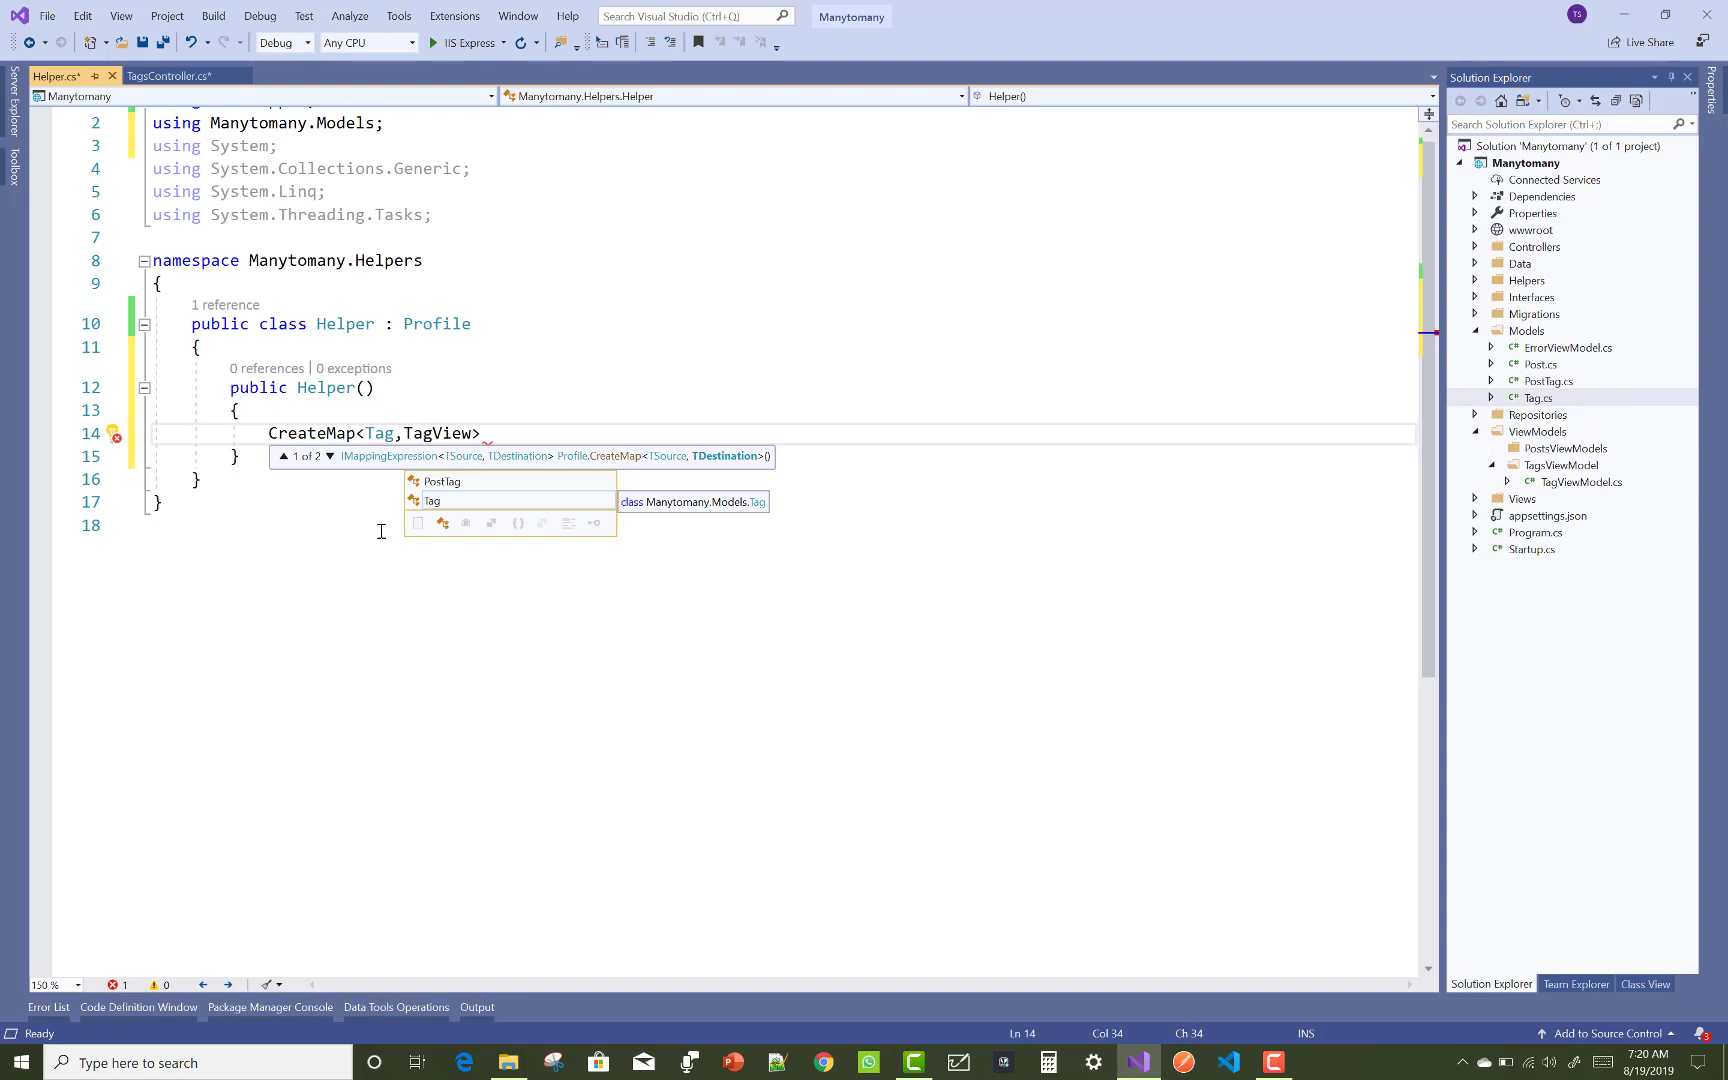 File Edit View Project Build Debug Test Analyze Tools Extensions Window Help Search Visual Studio (Ctrl+Q) Manytomany TS
Debug Any CPU IIS Express Live Share
Helper.cs* TagsController.cs*
Manytomany Manytomany.Helpers.Helper Helper()
Server Explorer
Toolbox
2 using Manytomany.Models;
3 using System;
4 using System.Collections.Generic;
5 using System.Linq;
6 using System.Threading.Tasks;
7
8 namespace Manytomany.Helpers
9 {
1 reference
10 public class Helper : Profile
11 {
0 references | 0 exceptions
12 public Helper()
13 {
14 CreateMap<Tag,TagView>
15 }
▲ 1 of 2 ▼ IMappingExpression<TSource, TDestination> Profile.CreateMap<TSource, TDestination>()
16 }
PostTag
17 }
Tag
class Manytomany.Models.Tag
18
Solution Explorer
Search Solution Explorer (Ctrl+;)
Solution 'Manytomany' (1 of 1 project)
Manytomany
Connected Services
Dependencies
Properties
wwwroot
Controllers
Data
Helpers
Interfaces
Migrations
Models
ErrorViewModel.cs
Post.cs
PostTag.cs
Tag.cs
Repositories
ViewModels
PostsViewModels
TagsViewModel
TagViewModel.cs
Views
appsettings.json
Program.cs
Startup.cs
Properties
150 % 1 0
Solution Explorer Team Explorer Class View
Error List Code Definition Window Package Manager Console Data Tools Operations Output
Ready Ln 14 Col 34 Ch 34 INS Add to Source Control 3
Type here to search
7:20 AM
8/19/2019